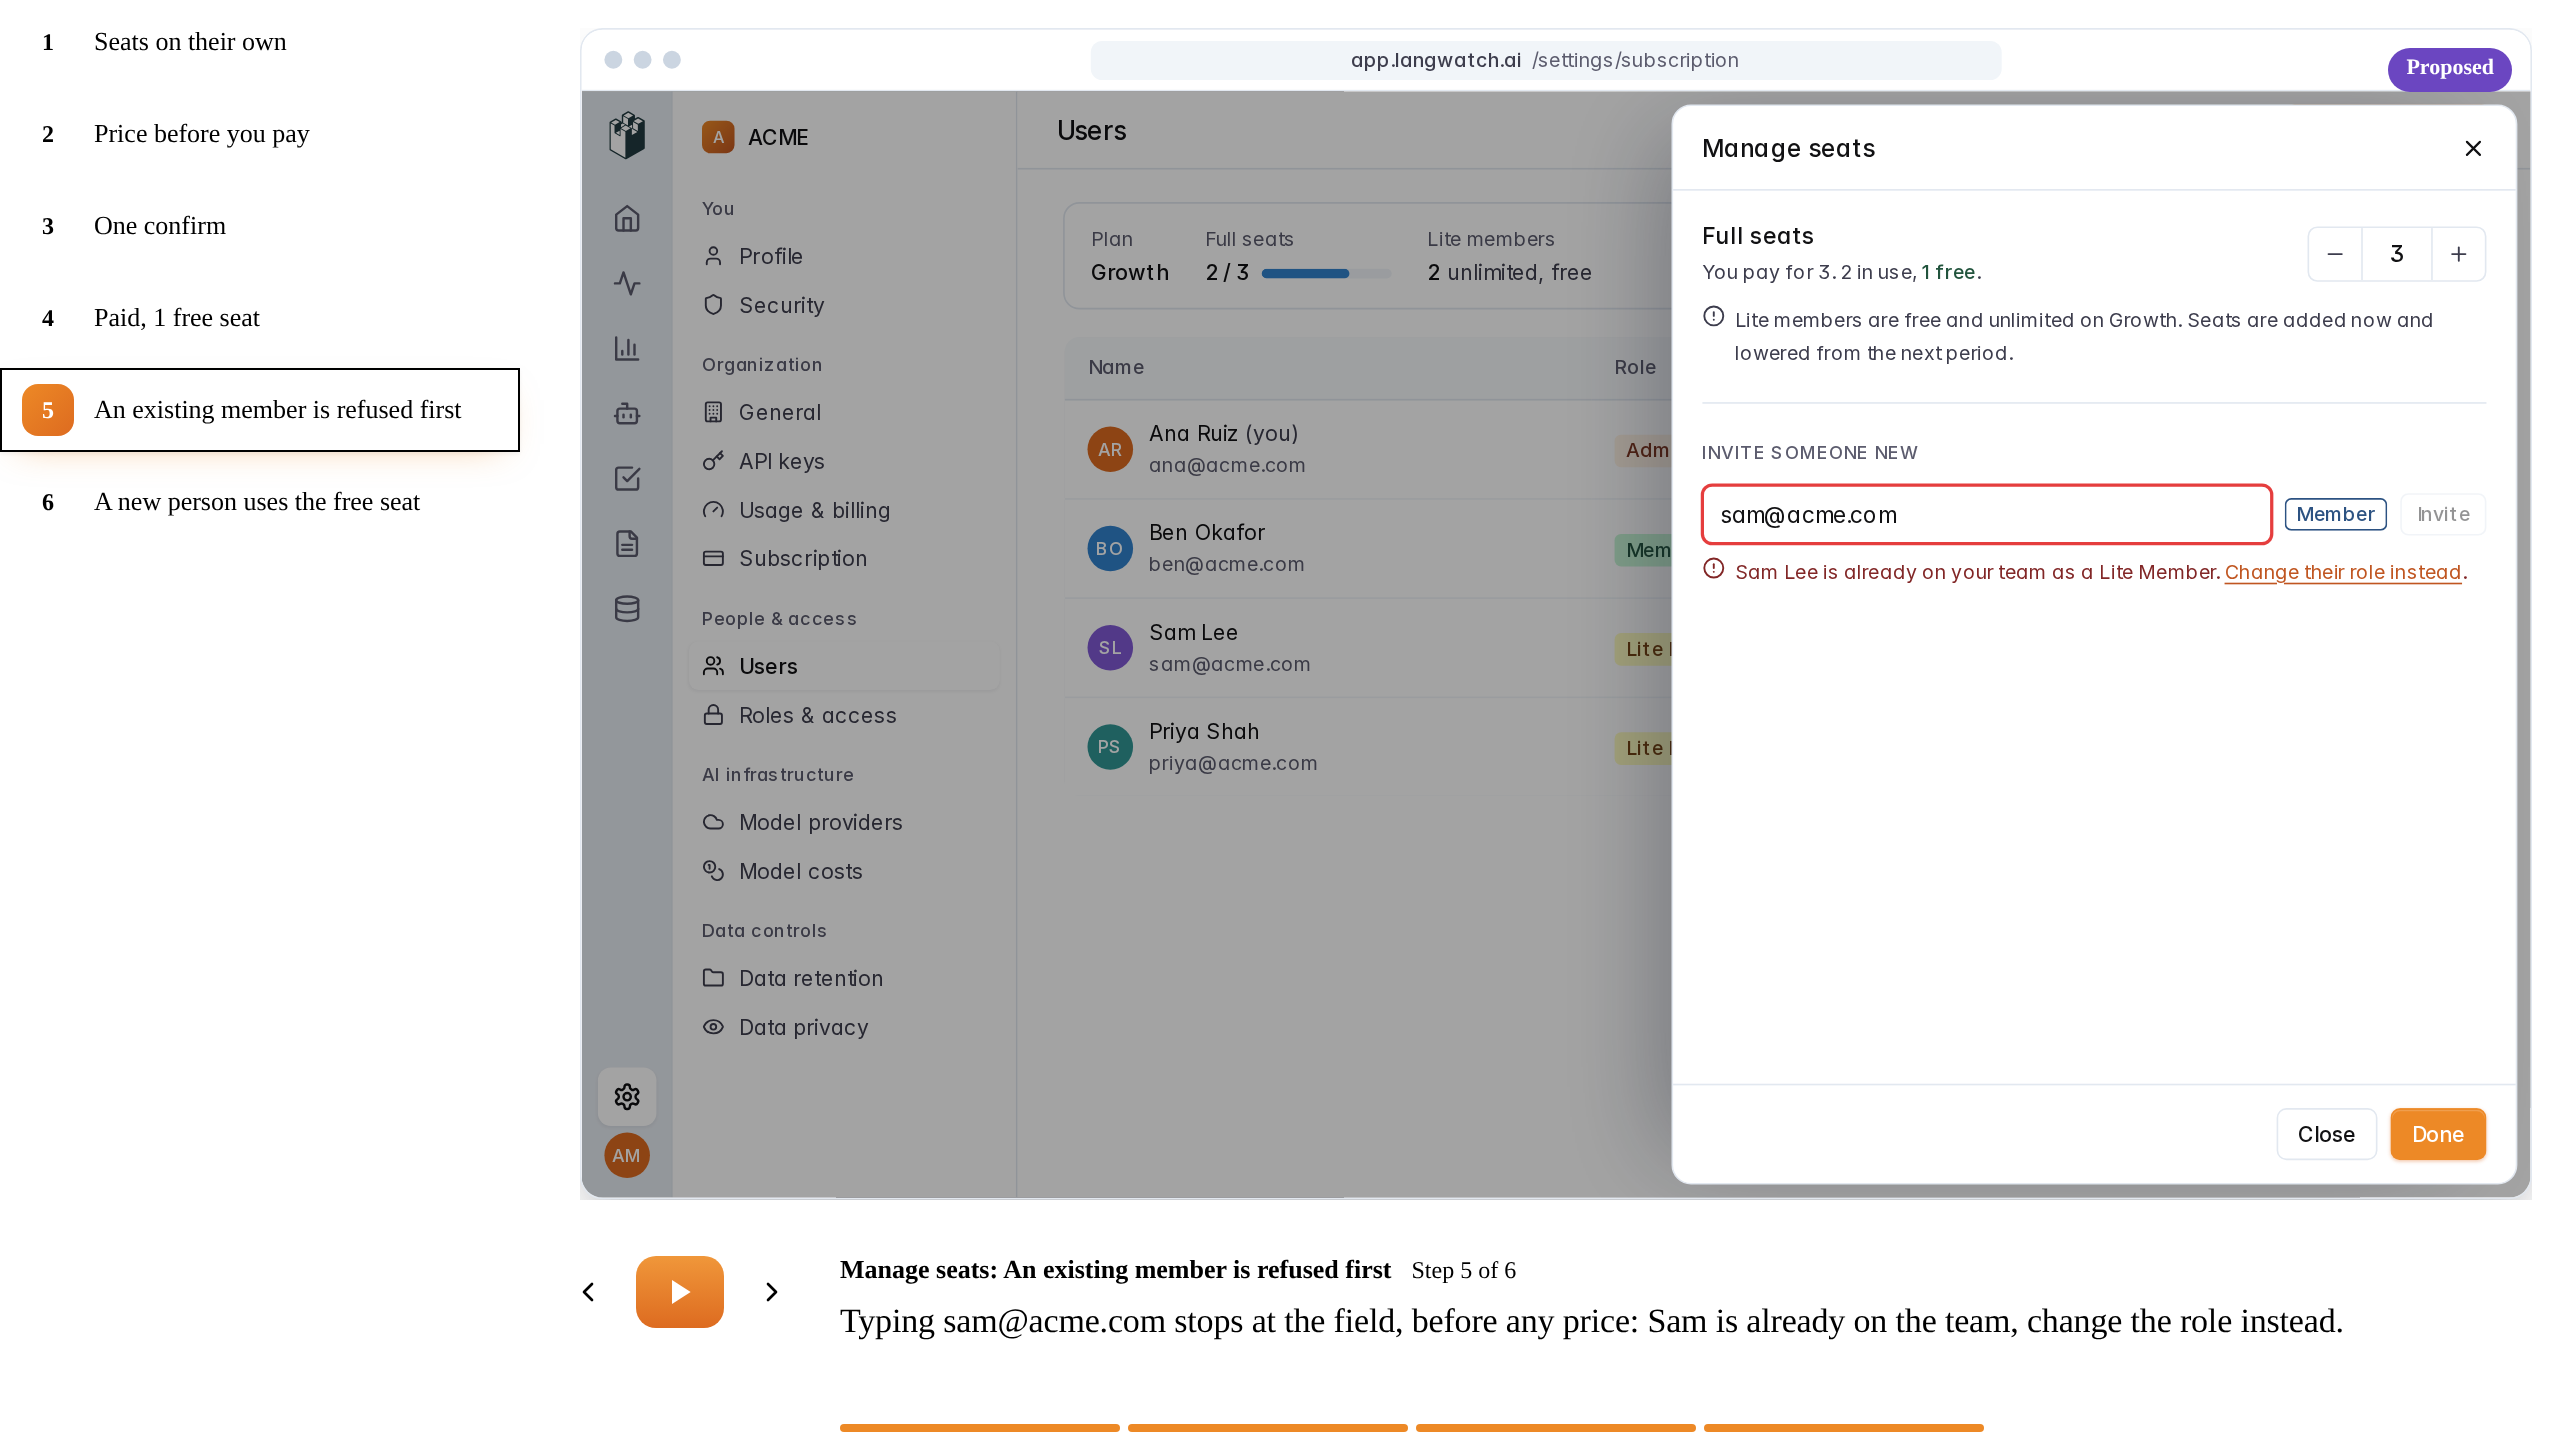 1 Seats on their own
2 Price before you pay
3 One confirm
4 Paid, 1 free seat
5 An existing member is refused first
6 A new person uses the free seat
app.langwatch.ai /settings/subscription
Proposed
A ACME
You
Profile
Security
Organization
General
API keys
Usage & billing
Subscription
People & access
Users
Roles & access
AI infrastructure
Model providers
Model costs
Data controls
Data retention
Data privacy
AM
Users
Plan Full seats Lite members
Growth 2 / 3 2 unlimited, free
Name Role
AR Ana Ruiz (you) Adm
ana@acme.com
BO Ben Okafor Mem
ben@acme.com
SL Sam Lee Lite
sam@acme.com
PS Priya Shah Lite
priya@acme.com
Manage seats
Full seats
You pay for 3. 2 in use, 1 free.
3
Lite members are free and unlimited on Growth. Seats are added now and
lowered from the next period.
INVITE SOMEONE NEW
sam@acme.com Member Invite
Sam Lee is already on your team as a Lite Member. Change their role instead.
Close Done
Manage seats: An existing member is refused first Step 5 of 6
Typing sam@acme.com stops at the field, before any price: Sam is already on the team, change the role instead.